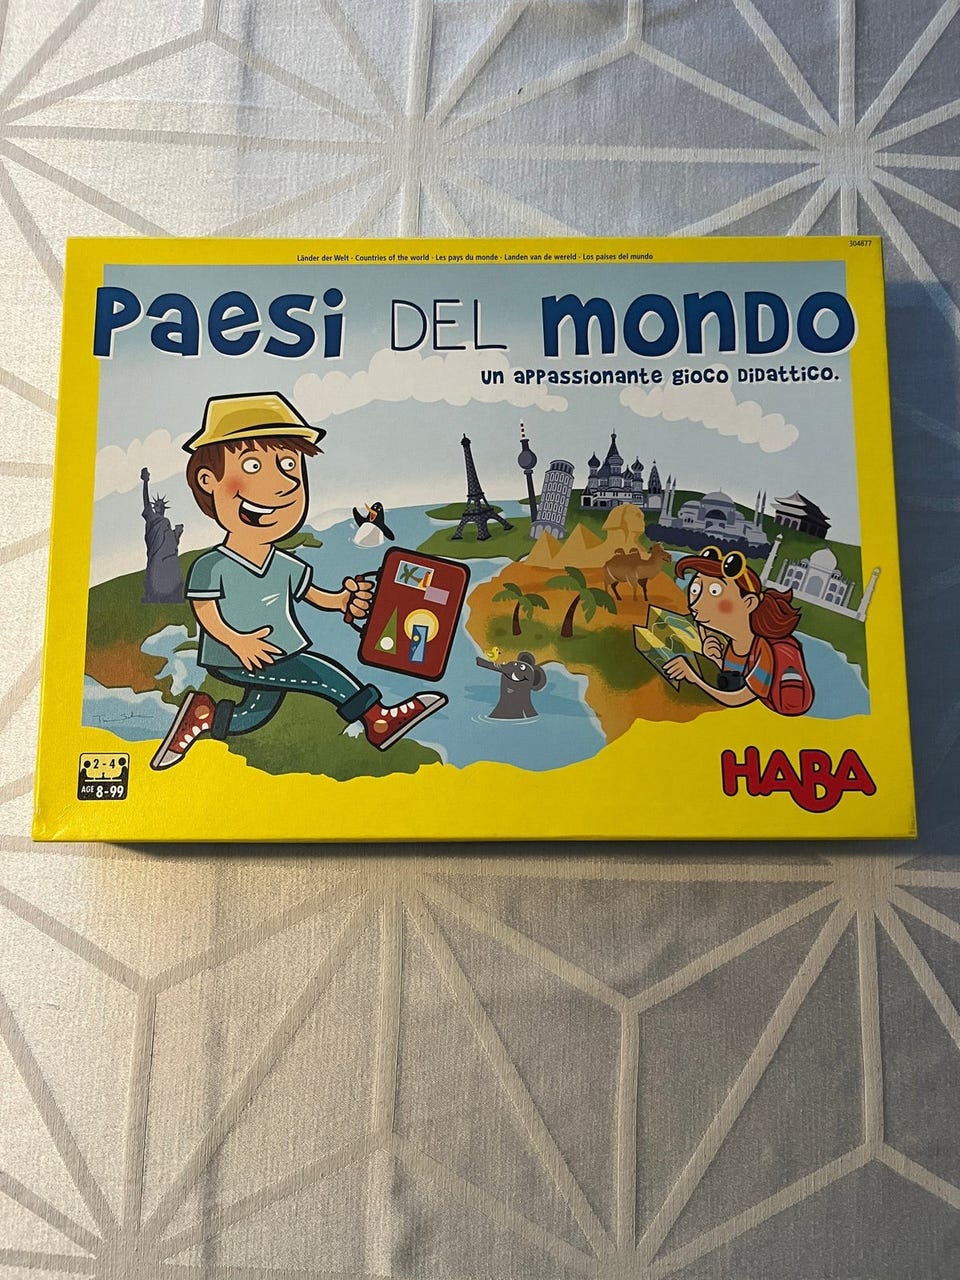 304877
Länder der Welt - Countries of the world - Les pays du monde - Landen van de wereld - Los países del mundo
Paesi DEL monDo
un appassionante gioco DiDattico.
2 - 4
AGE 8-99
HABA